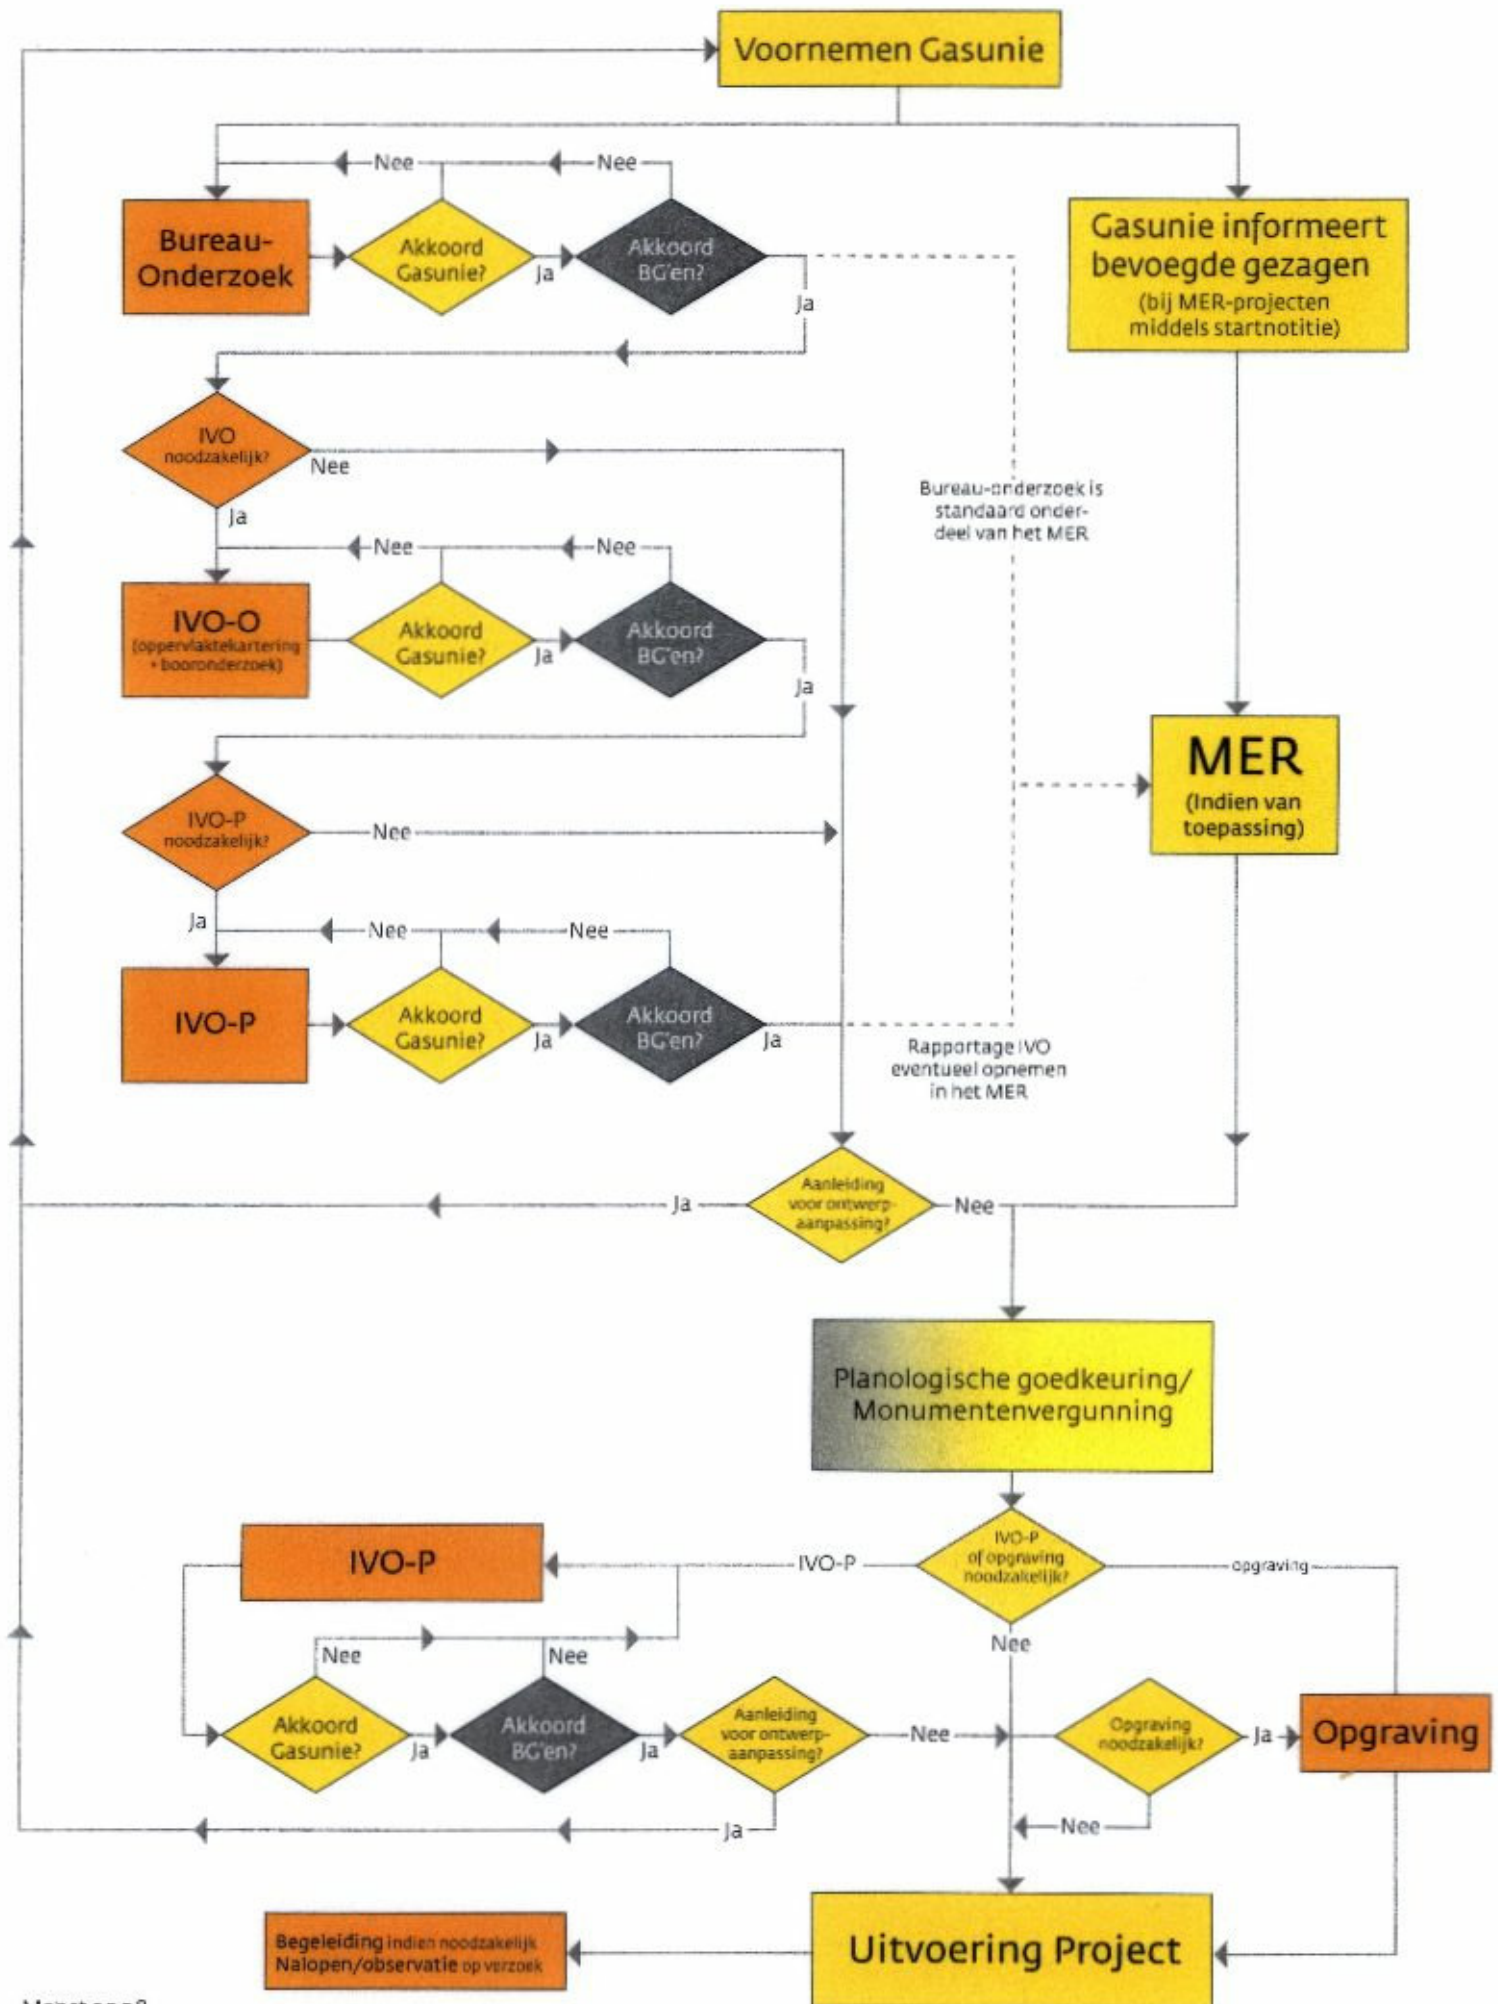 Voornemen Gasunie
Nee
Nee
Bureau-
Onderzoek
Akkoord
Gasunie?
Ja
Akkoord
BG'en?
Ja
Gasunie informeert
bevoegde gezagen
(bij MER-projecten
middels startnotitie)
IVO
noodzakelijk?
Nee
Ja
Bureau-onderzoek is
standaard onder-
deel van het MER
Nee
Nee
IVO-O
(oppervlaktekartering
+ booronderzoek)
Akkoord
Gasunie?
Ja
Akkoord
BG'en?
Ja
MER
(Indien van
toepassing)
IVO-P
noodzakelijk?
Nee
Ja
Nee
Nee
IVO-P
Akkoord
Gasunie?
Ja
Akkoord
BG'en?
Ja
Rapportage IVO
eventueel opnemen
in het MER
Ja
Aanleiding
voor ontwerp-
aanpassing?
Nee
Planologische goedkeuring/
Monumentenvergunning
IVO-P
IVO-P
IVO-P
of opgraving
noodzakelijk?
opgraving
Nee
Nee
Nee
Akkoord
Gasunie?
Ja
Akkoord
BG'en?
Ja
Aanleiding
voor ontwerp-
aanpassing?
Nee
Opgraving
noodzakelijk?
Ja
Opgraving
Ja
Nee
Begeleiding indien noodzakelijk
Nalopen/observatie op verzoek
Uitvoering Project